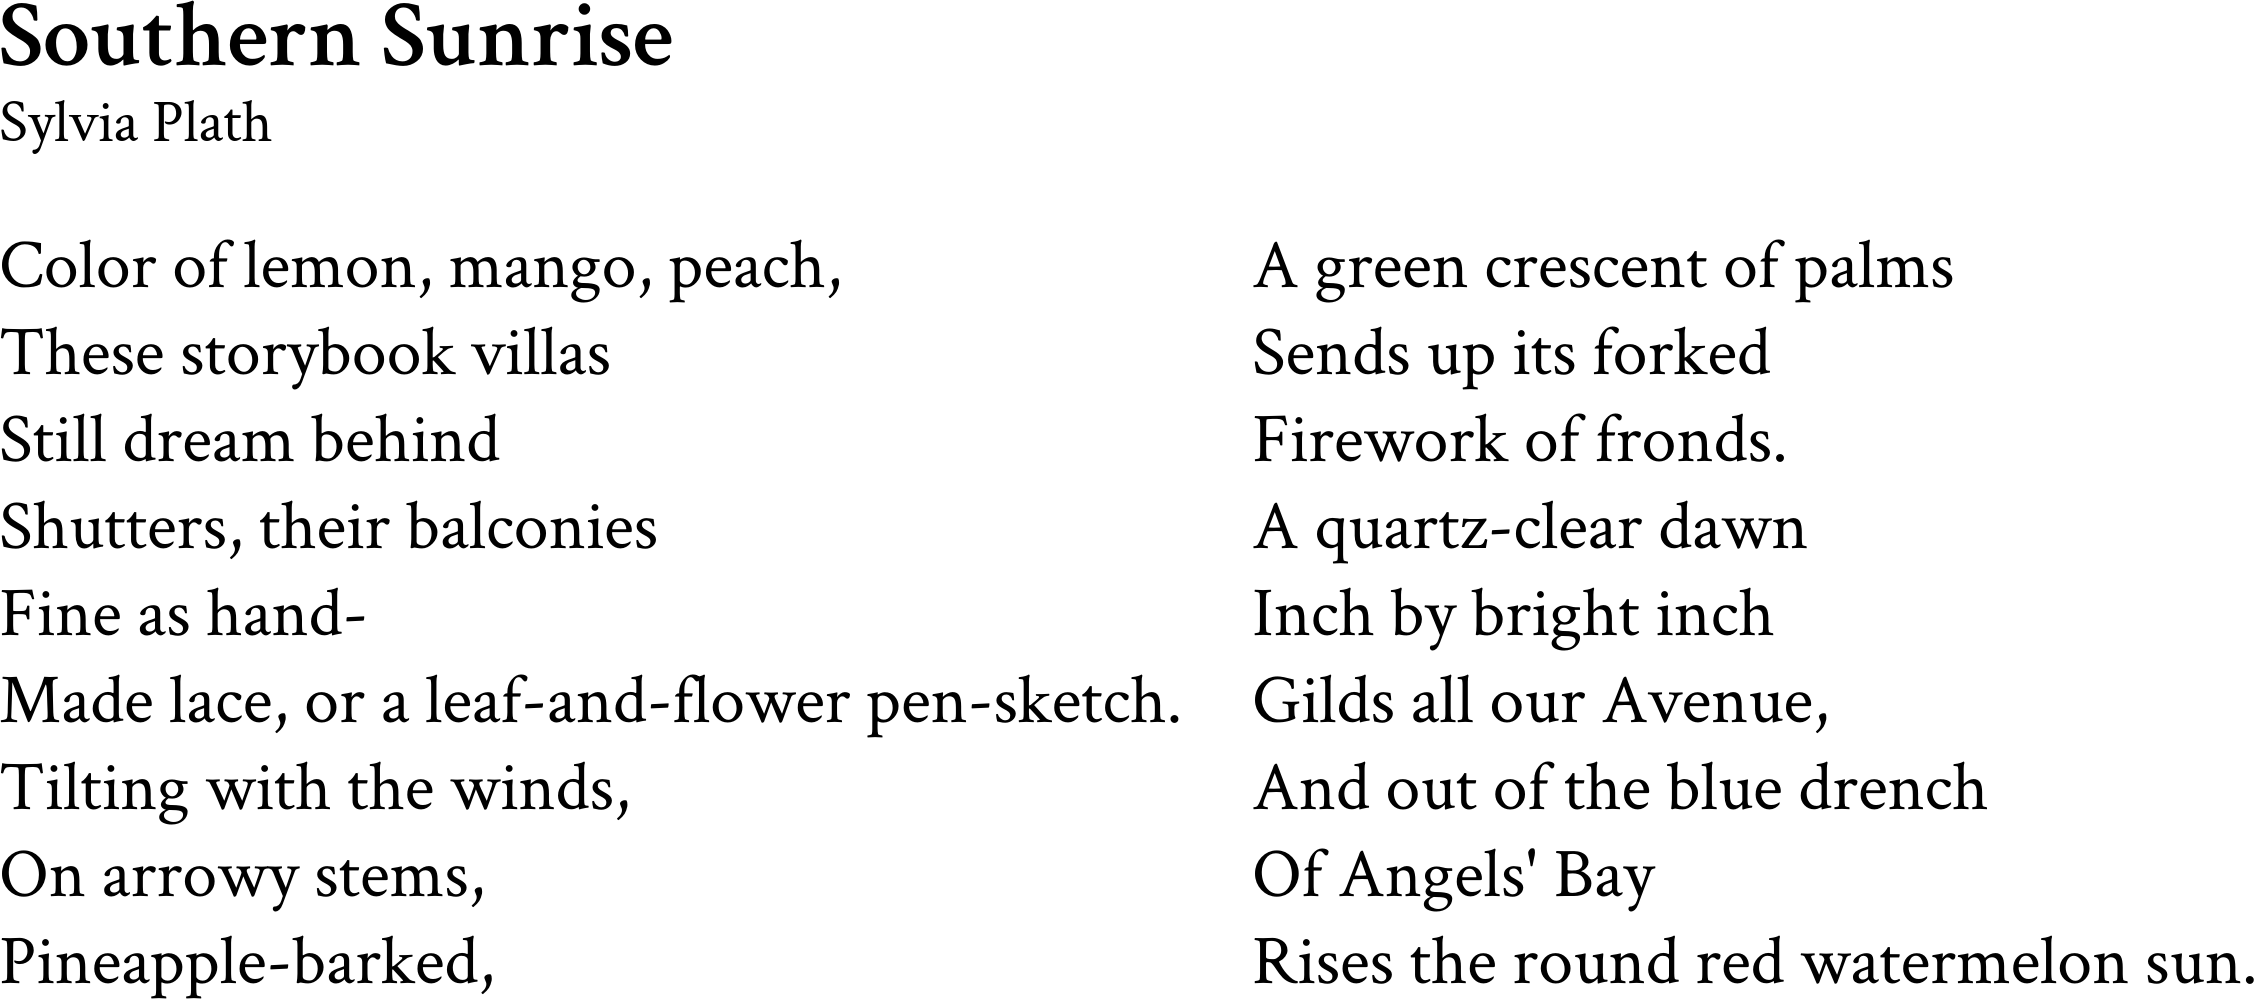 Southern Sunrise
Sylvia Plath
Color of lemon, mango, peach,
These storybook villas
Still dream behind
Shutters, their balconies
Fine as hand-
Made lace, or a leaf-and-flower pen-sketch.
Tilting with the winds,
On arrowy stems,
Pineapple-barked,
A green crescent of palms
Sends up its forked
Firework of fronds.
A quartz-clear dawn
Inch by bright inch
Gilds all our Avenue,
And out of the blue drench
Of Angels' Bay
Rises the round red watermelon sun.